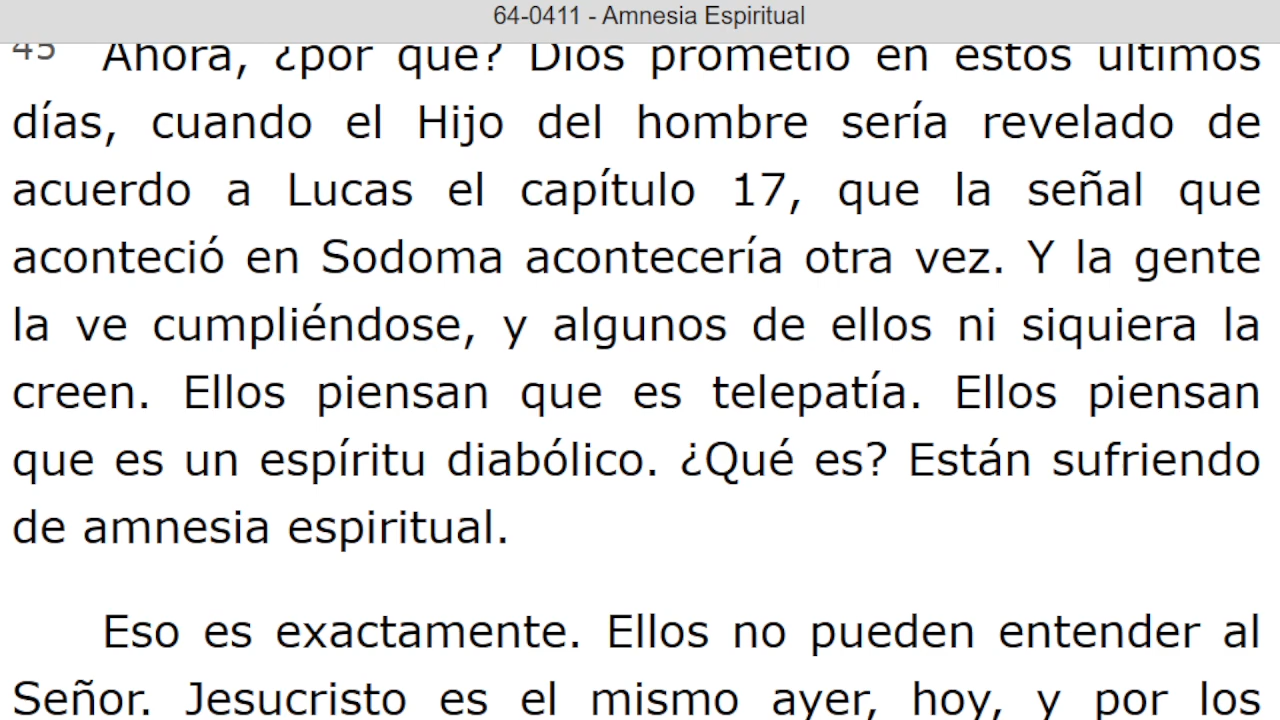 64-0411 - Amnesia Espiritual
45 Ahora, ¿por qué? Dios prometió en estos últimos
días, cuando el Hijo del hombre sería revelado de
acuerdo a Lucas el capítulo 17, que la señal que
aconteció en Sodoma acontecería otra vez. Y la gente
la ve cumpliéndose, y algunos de ellos ni siquiera la
creen. Ellos piensan que es telepatía. Ellos piensan
que es un espíritu diabólico. ¿Qué es? Están sufriendo
de amnesia espiritual.
Eso es exactamente. Ellos no pueden entender al
Señor. Jesucristo es el mismo ayer, hoy, y por los